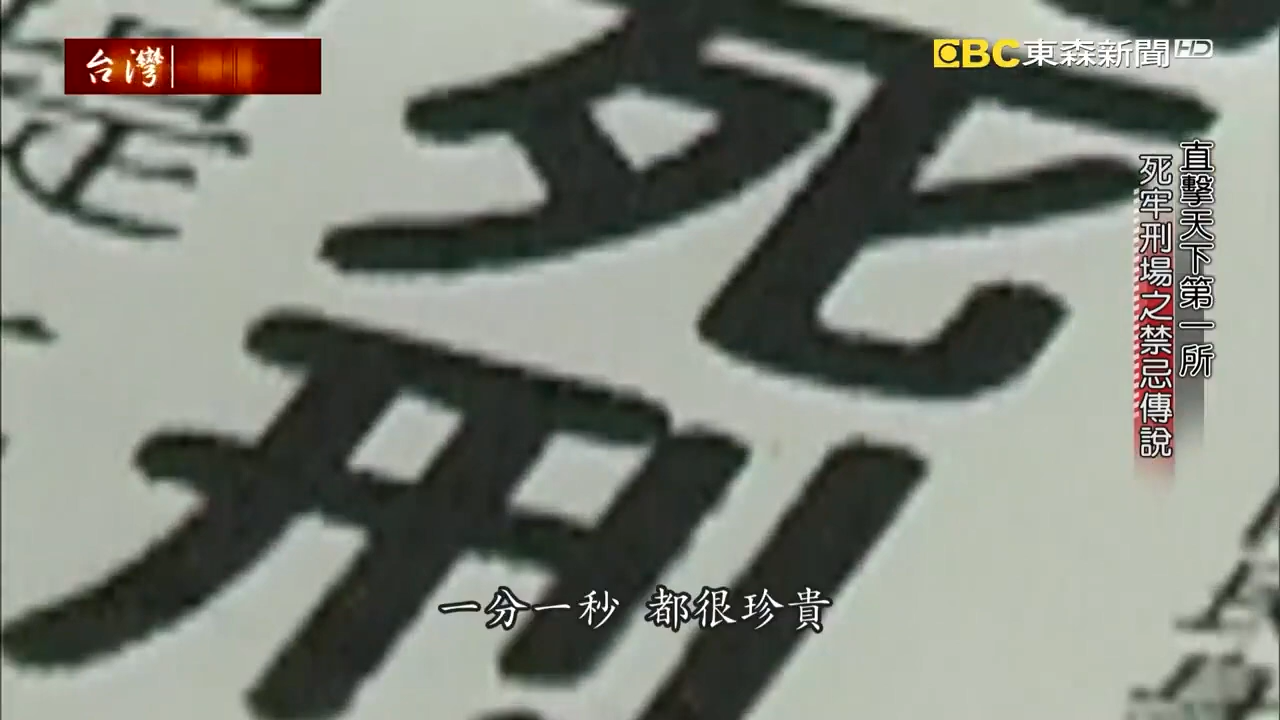 台灣
EBC東森新聞HD
直擊天下第一所
死牢刑場之禁忌傳說
死
刑
定
一分一秒 都很珍貴